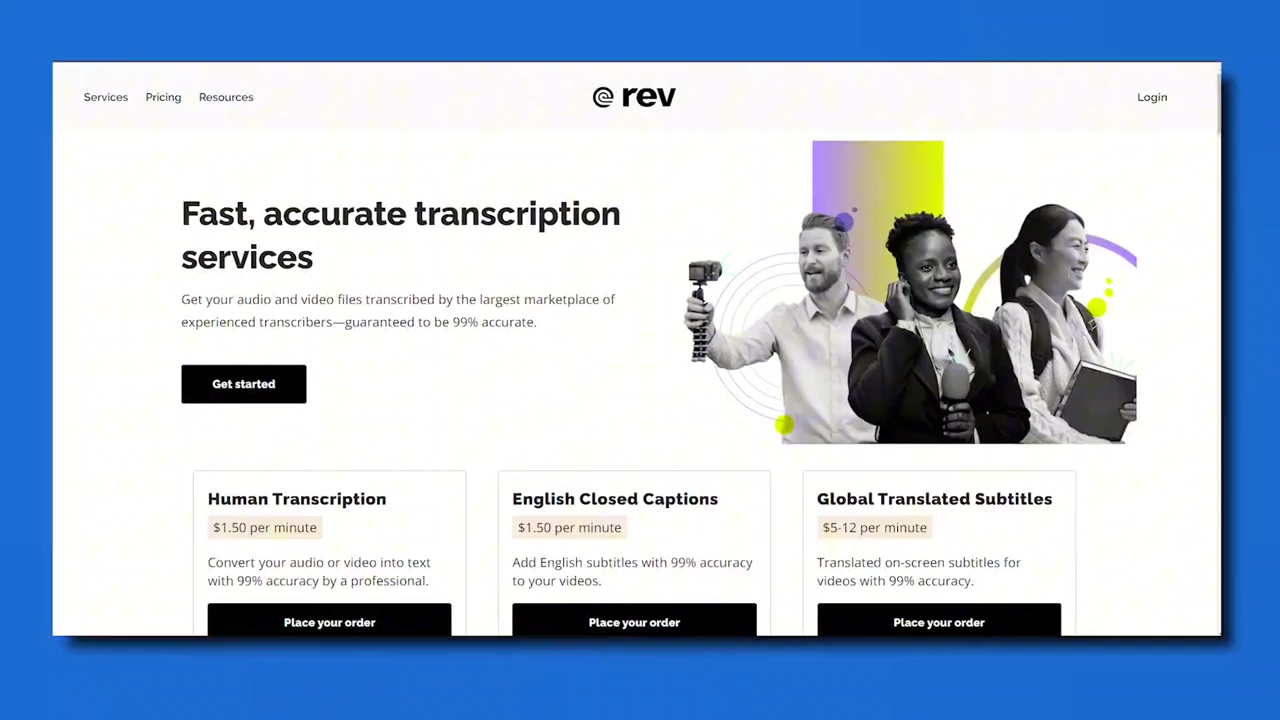 Services Pricing Resources
rev
Login
Fast, accurate transcription
services
Get your audio and video files transcribed by the largest marketplace of
experienced transcribers—guaranteed to be 99% accurate.
Get started
Human Transcription
$1.50 per minute
Convert your audio or video into text
with 99% accuracy by a professional.
Place your order
English Closed Captions
$1.50 per minute
Add English subtitles with 99% accuracy
to your videos.
Place your order
Global Translated Subtitles
$5-12 per minute
Translated on-screen subtitles for
videos with 99% accuracy.
Place your order